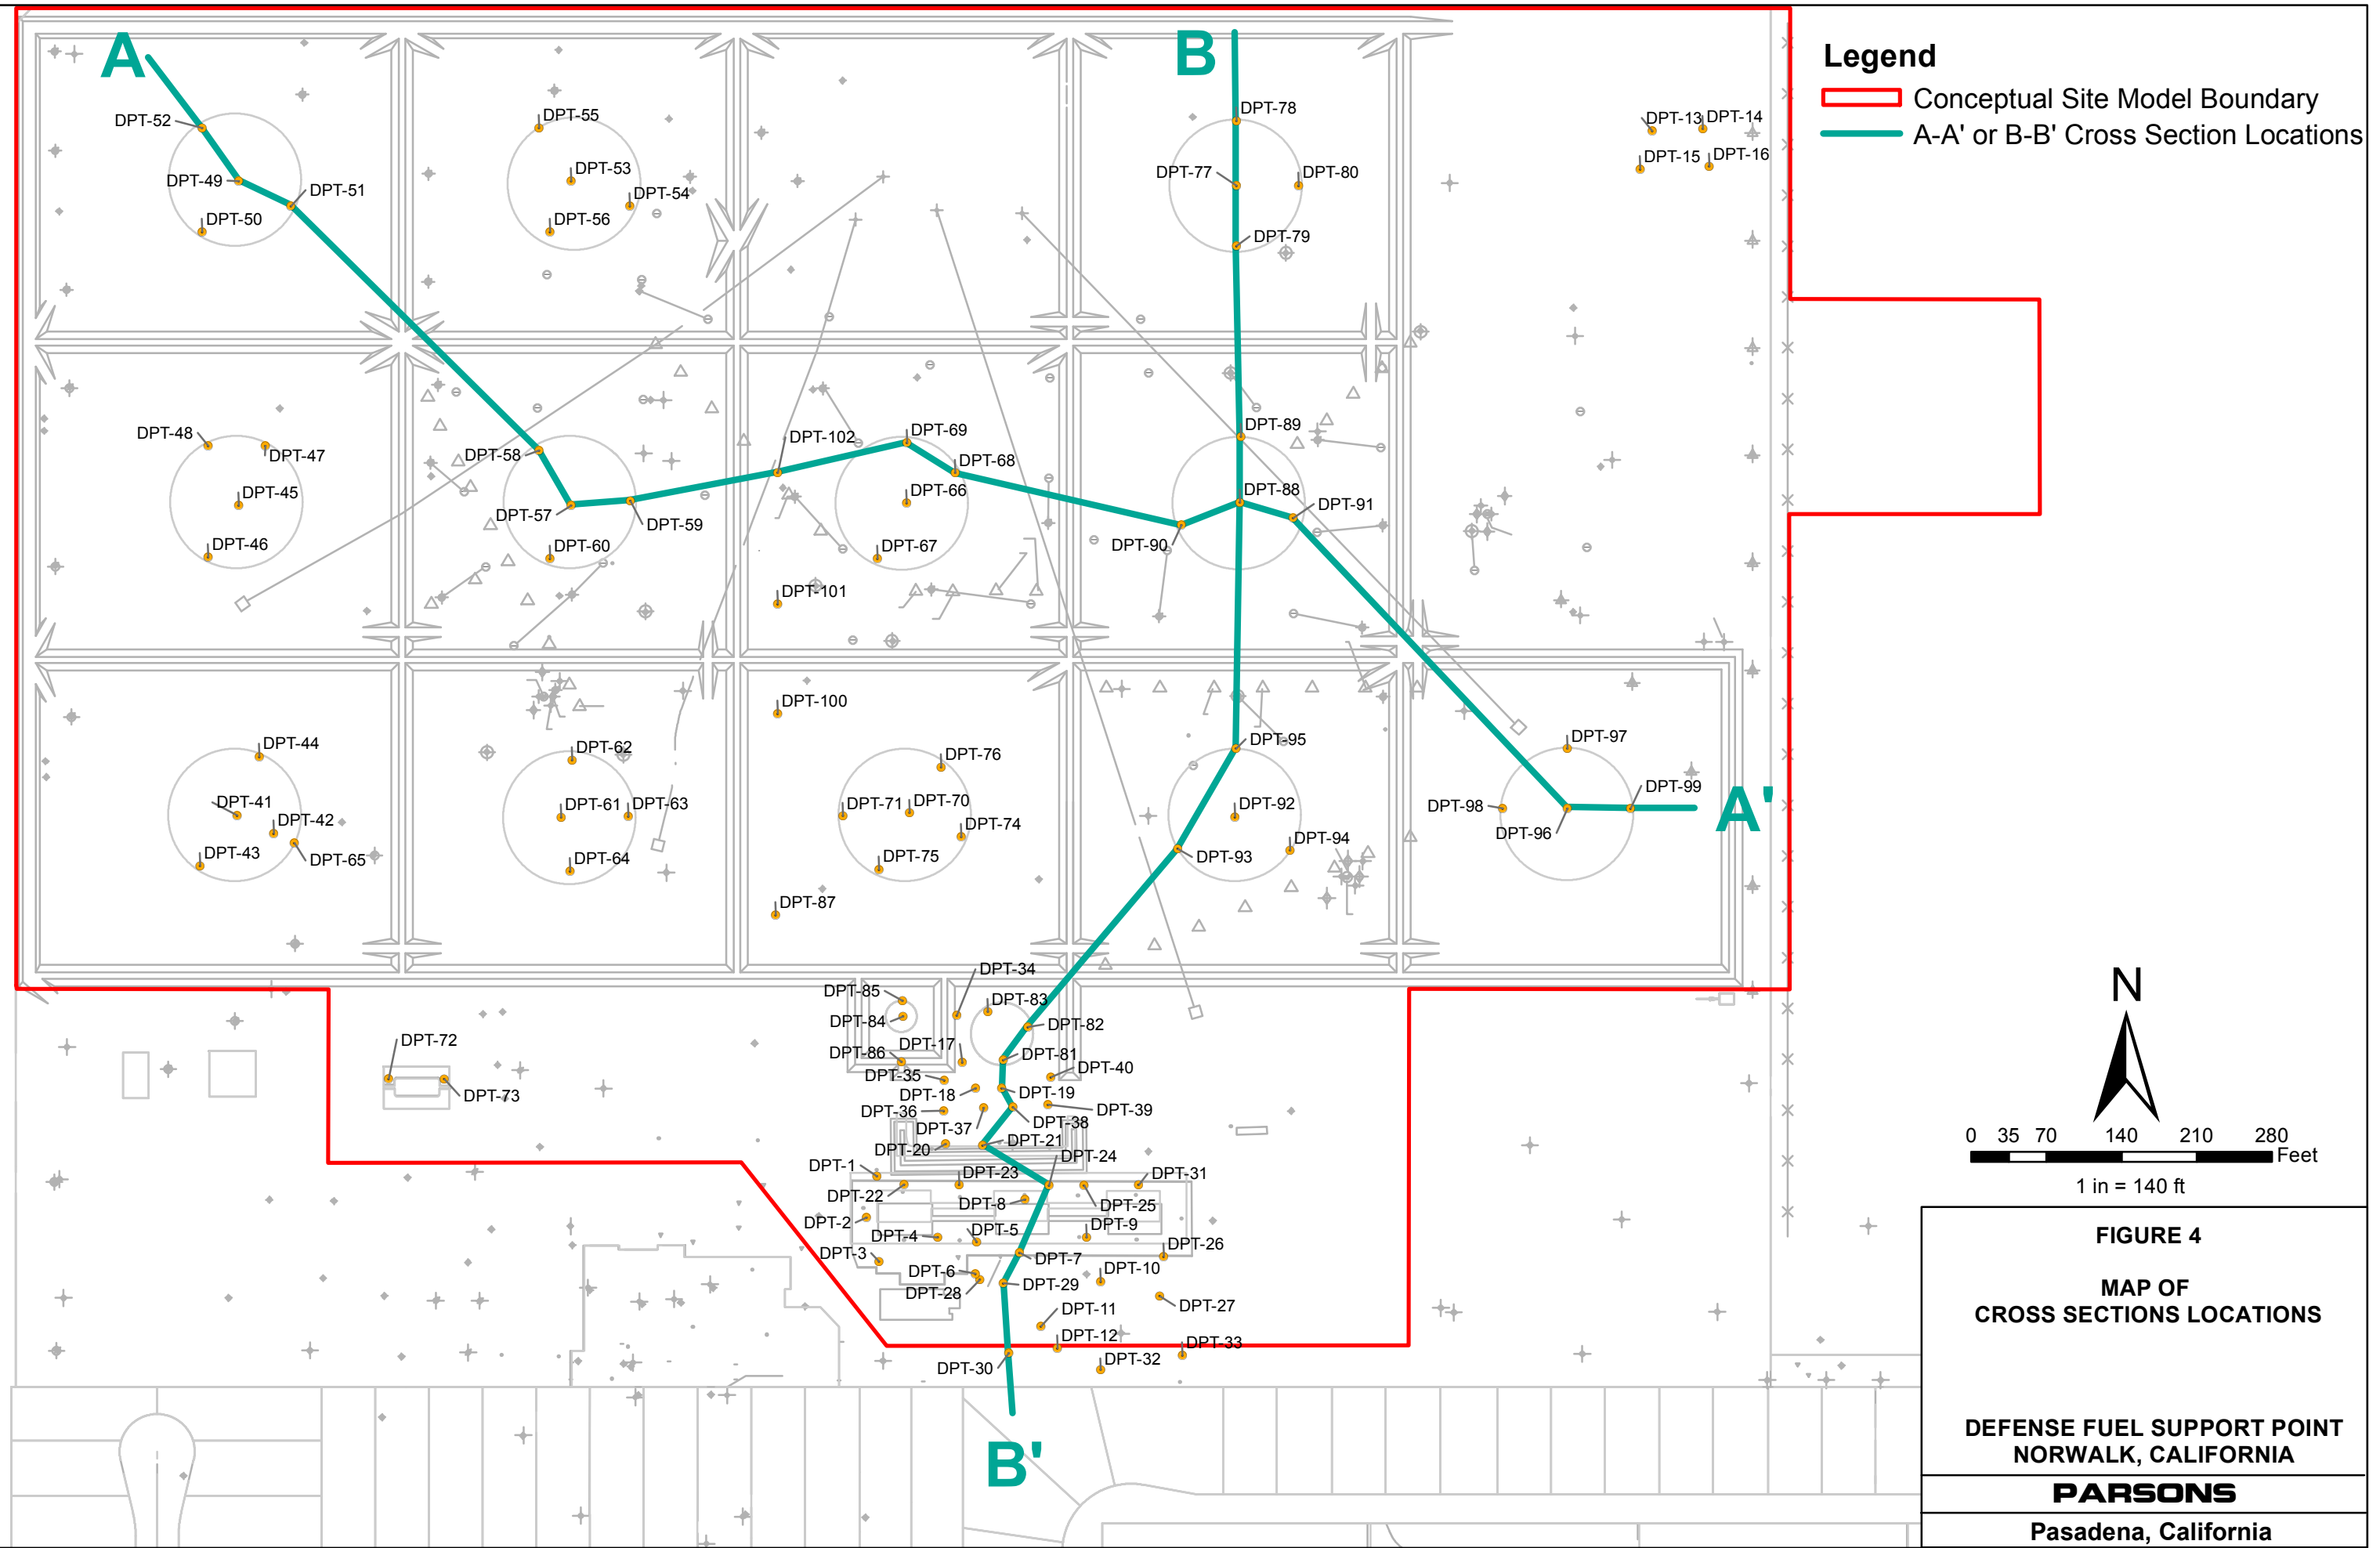 A
B
Legend
Conceptual Site Model Boundary
A-A' or B-B' Cross Section Locations
DPT-52
DPT-55
DPT-78
DPT-13
DPT-14
DPT-49
DPT-51
DPT-53
DPT-77
DPT-80
DPT-15
DPT-16
DPT-50
DPT-54
DPT-56
DPT-79
DPT-48
DPT-47
DPT-58
DPT-102
DPT-69
DPT-89
DPT-68
DPT-45
DPT-57
DPT-59
DPT-66
DPT-88
DPT-91
DPT-46
DPT-60
DPT-67
DPT-90
DPT-101
DPT-100
DPT-44
DPT-62
DPT-76
DPT-95
DPT-97
DPT-41
DPT-61
DPT-63
DPT-71
DPT-70
DPT-92
DPT-98
DPT-99
A'
DPT-42
DPT-74
DPT-96
DPT-43
DPT-65
DPT-64
DPT-75
DPT-93
DPT-94
DPT-87
DPT-34
DPT-85
DPT-83
DPT-84
DPT-82
DPT-72
DPT-86
DPT-17
DPT-81
DPT-35
DPT-40
DPT-73
DPT-18
DPT-19
DPT-36
DPT-39
DPT-37
DPT-38
DPT-20
DPT-21
DPT-1
DPT-24
DPT-23
DPT-31
DPT-22
DPT-8
DPT-25
DPT-2
DPT-4
DPT-5
DPT-9
DPT-3
DPT-7
DPT-26
DPT-6
DPT-10
DPT-28
DPT-29
DPT-27
DPT-11
DPT-12
DPT-33
DPT-30
DPT-32
B'
N
0 35 70 140 210 280
Feet
1 in = 140 ft
FIGURE 4
MAP OF
CROSS SECTIONS LOCATIONS
DEFENSE FUEL SUPPORT POINT
NORWALK, CALIFORNIA
PARSONS
Pasadena, California